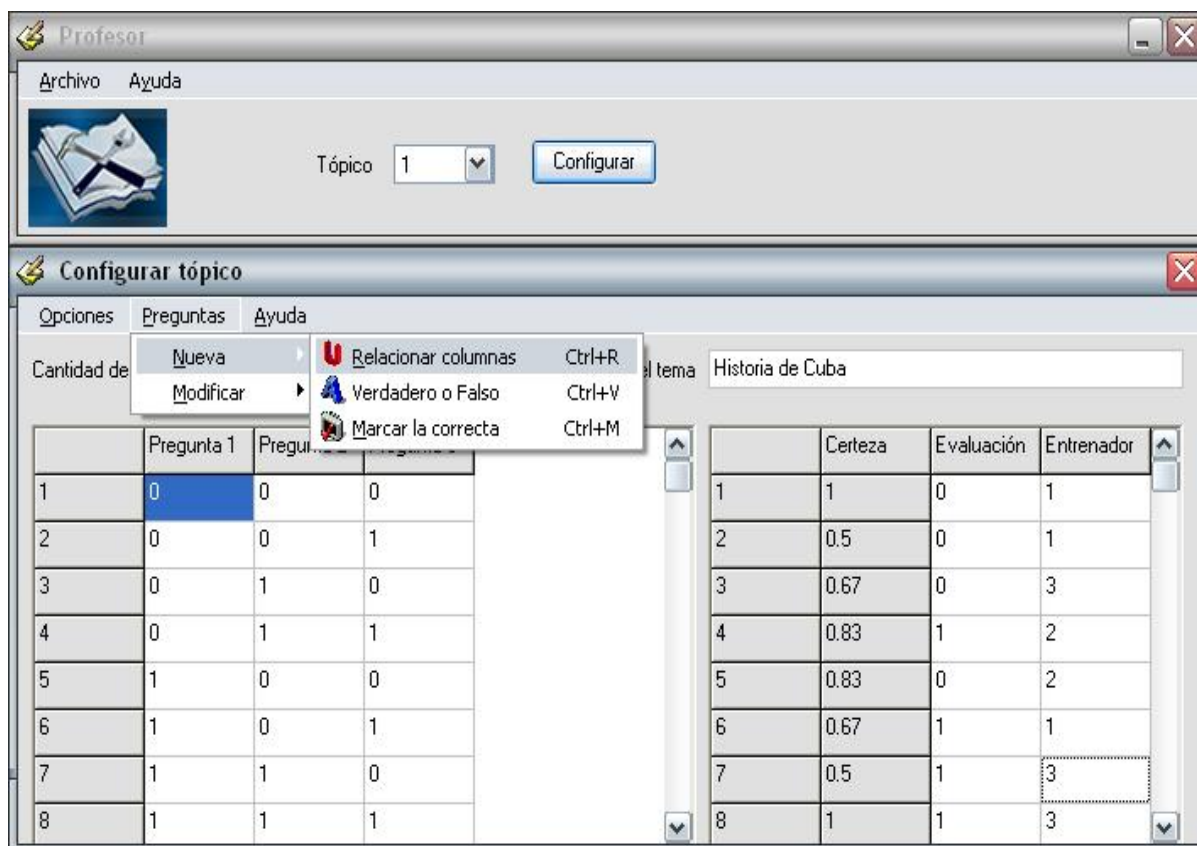 Profesor
Archivo Ayuda
Tópico 1 Configurar
Configurar tópico
Opciones Preguntas Ayuda
Cantidad de el tema Historia de Cuba
Nueva
Modificar
Relacionar columnas Ctrl+R
Verdadero o Falso Ctrl+V
Marcar la correcta Ctrl+M
Pregunta 1 Certeza Evaluación Entrenador
1 0 0 0 1 1 0 1
2 0 0 1 2 0.5 0 1
3 0 1 0 3 0.67 0 3
4 0 1 1 4 0.83 1 2
5 1 0 0 5 0.83 0 2
6 1 0 1 6 0.67 1 1
7 1 1 0 7 0.5 1 3
8 1 1 1 8 1 1 3